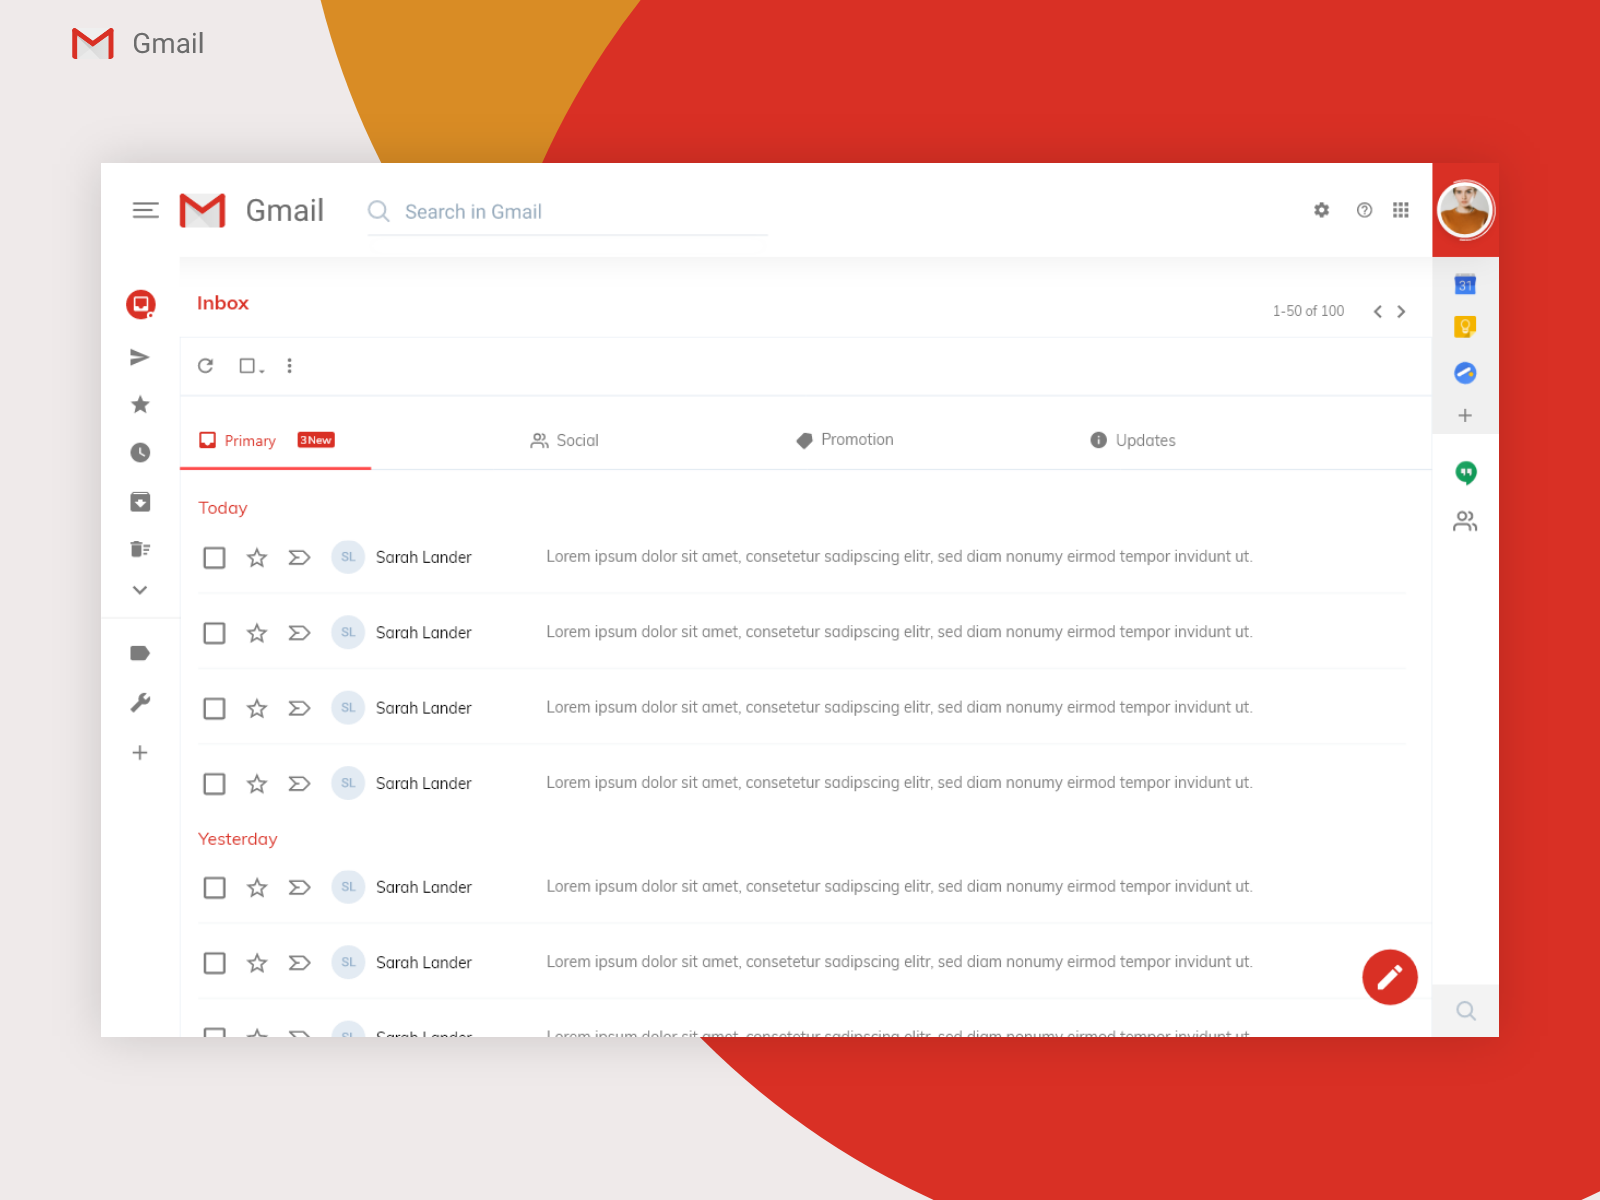 Gmail
Gmail
Search in Gmail
31
Inbox
1-50 of 100
Primary
3 New
Social
Promotion
Updates
Today
SL Sarah Lander Lorem ipsum dolor sit amet, consetetur sadipscing elitr, sed diam nonumy eirmod tempor invidunt ut.
SL Sarah Lander Lorem ipsum dolor sit amet, consetetur sadipscing elitr, sed diam nonumy eirmod tempor invidunt ut.
SL Sarah Lander Lorem ipsum dolor sit amet, consetetur sadipscing elitr, sed diam nonumy eirmod tempor invidunt ut.
SL Sarah Lander Lorem ipsum dolor sit amet, consetetur sadipscing elitr, sed diam nonumy eirmod tempor invidunt ut.
Yesterday
SL Sarah Lander Lorem ipsum dolor sit amet, consetetur sadipscing elitr, sed diam nonumy eirmod tempor invidunt ut.
SL Sarah Lander Lorem ipsum dolor sit amet, consetetur sadipscing elitr, sed diam nonumy eirmod tempor invidunt ut.
SL Sarah Lander Lorem ipsum dolor sit amet, consetetur sadipscing elitr, sed diam nonumy eirmod tempor invidunt ut.